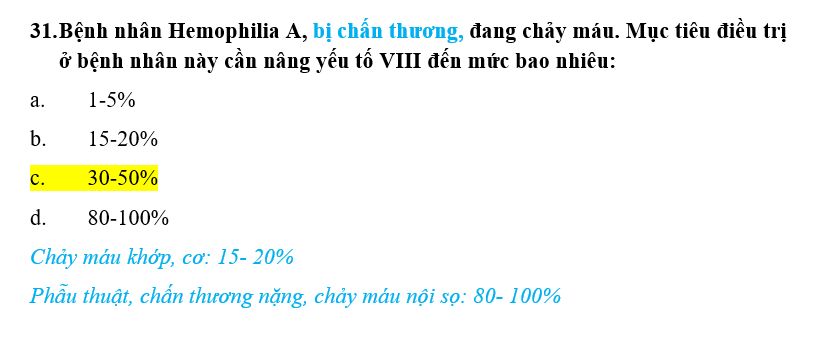 31.Bệnh nhân Hemophilia A, bị chấn thương, đang chảy máu. Mục tiêu điều trị
ở bệnh nhân này cần nâng yếu tố VIII đến mức bao nhiêu:
a. 1-5%
b. 15-20%
c. 30-50%
d. 80-100%
Chảy máu khớp, cơ: 15- 20%
Phẫu thuật, chấn thương nặng, chảy máu nội sọ: 80- 100%